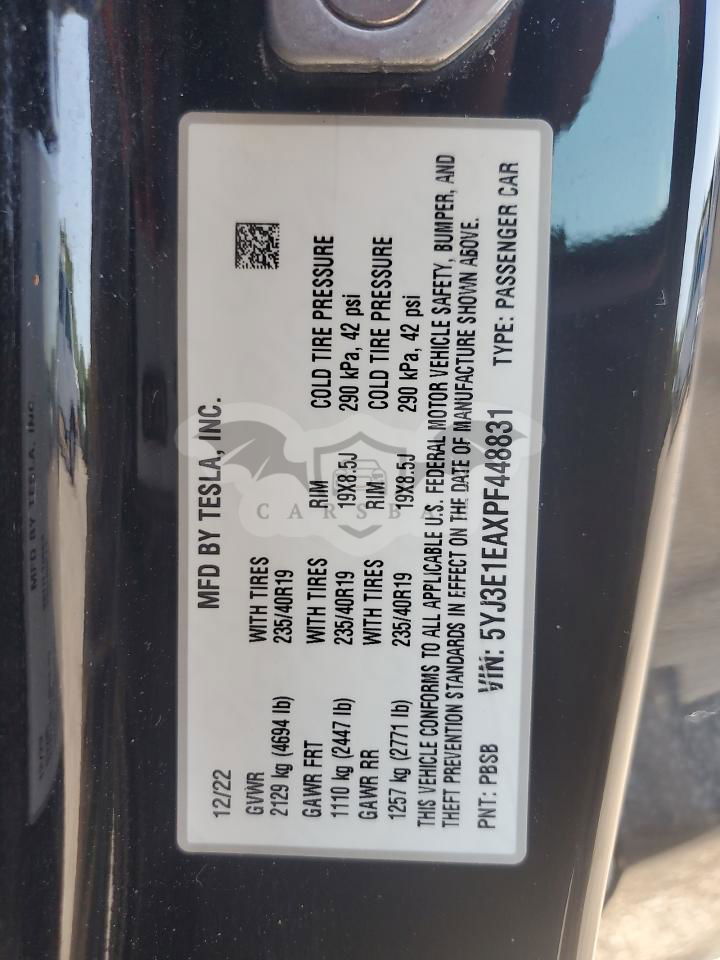 MFD BY TESLA, INC.
12/22
GVWR WITH TIRES
2129 kg (4694 lb) 235/40R19
GAWR FRT WITH TIRES RIM COLD TIRE PRESSURE
1110 kg (2447 lb) 235/40R19 19X8.5J 290 kPa, 42 psi
GAWR RR WITH TIRES RIM COLD TIRE PRESSURE
1257 kg (2771 lb) 235/40R19 19X8.5J 290 kPa, 42 psi
THIS VEHICLE CONFORMS TO ALL APPLICABLE U.S. FEDERAL MOTOR VEHICLE SAFETY, BUMPER, AND
THEFT PREVENTION STANDARDS IN EFFECT ON THE DATE OF MANUFACTURE SHOWN ABOVE.
PNT: PBSB VIN: 5YJ3E1EAXPF448831 TYPE: PASSENGER CAR